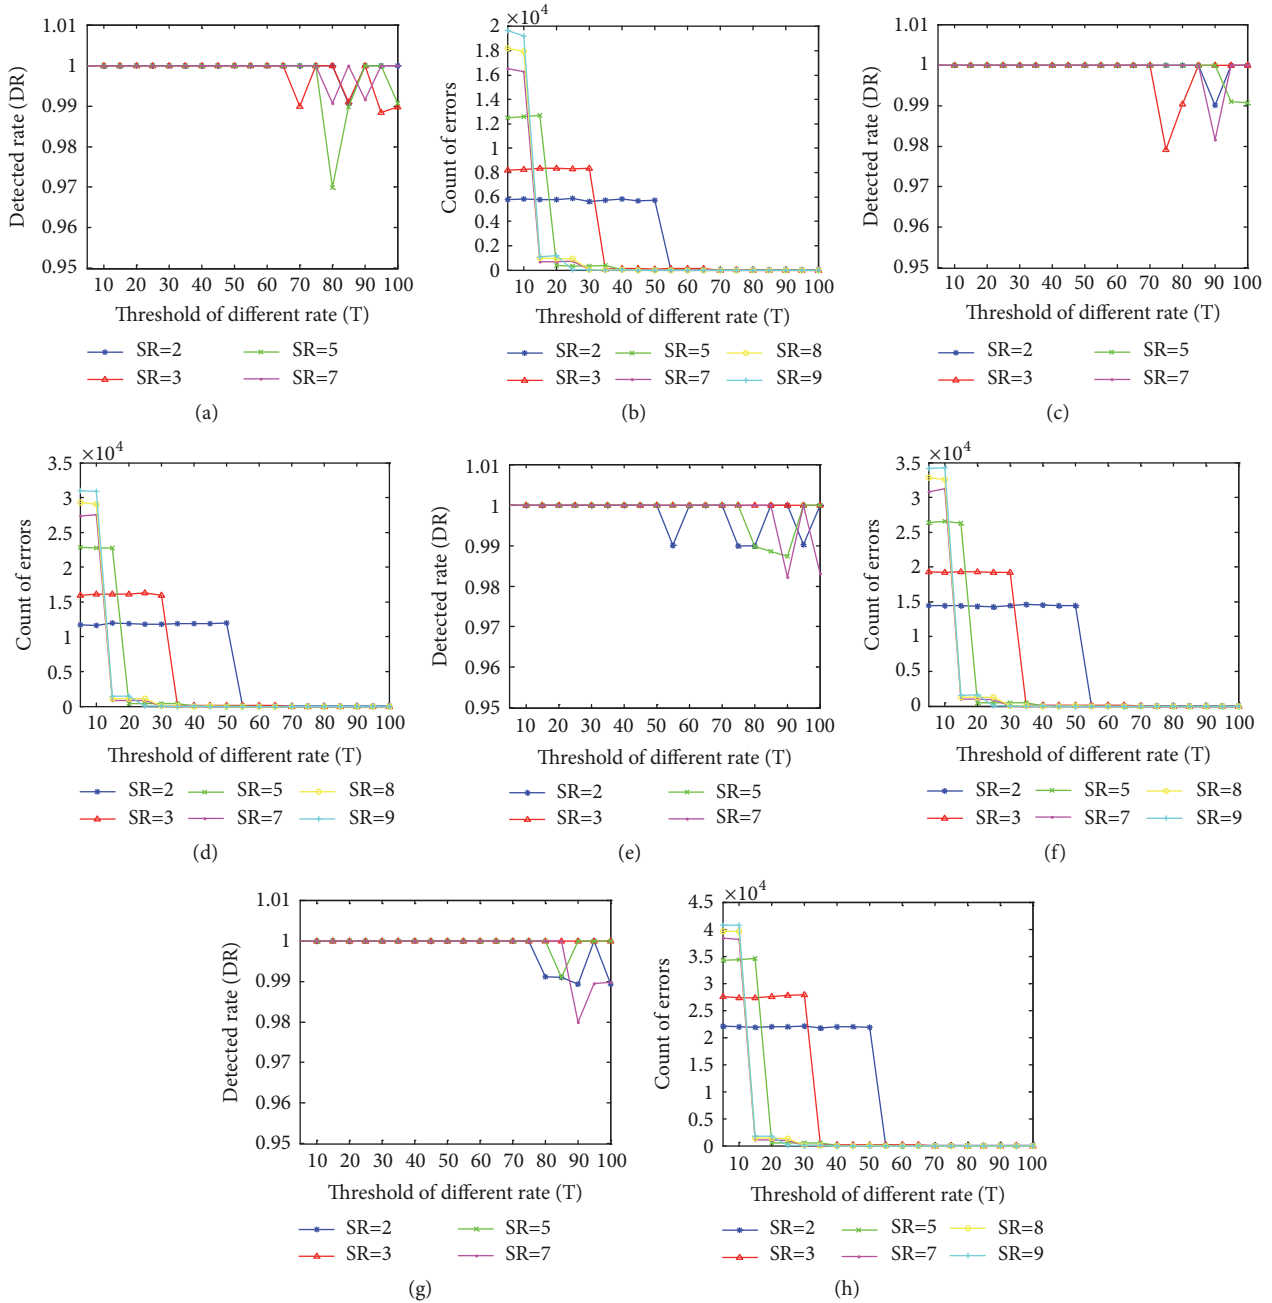 1.01
1
0.99
0.98
0.97
0.96
0.95
Detected rate (DR)
10 20 30 40 50 60 70 80 90 100
Threshold of different rate (T)
SR=2 SR=5
SR=3 SR=7
(a)
×10⁴
2
1.8
1.6
1.4
1.2
1
0.8
0.6
0.4
0.2
0
Count of errors
10 20 30 40 50 60 70 80 90 100
Threshold of different rate (T)
SR=2 SR=5 SR=8
SR=3 SR=7 SR=9
(b)
1.01
1
0.99
0.98
0.97
0.96
0.95
Detected rate (DR)
10 20 30 40 50 60 70 80 90 100
Threshold of different rate (T)
SR=2 SR=5
SR=3 SR=7
(c)
×10⁴
3.5
3
2.5
2
1.5
1
0.5
0
Count of errors
10 20 30 40 50 60 70 80 90 100
Threshold of different rate (T)
SR=2 SR=5 SR=8
SR=3 SR=7 SR=9
(d)
1.01
1
0.99
0.98
0.97
0.96
0.95
Detected rate (DR)
10 20 30 40 50 60 70 80 90 100
Threshold of different rate (T)
SR=2 SR=5
SR=3 SR=7
(e)
×10⁴
3.5
3
2.5
2
1.5
1
0.5
0
Count of errors
10 20 30 40 50 60 70 80 90 100
Threshold of different rate (T)
SR=2 SR=5 SR=8
SR=3 SR=7 SR=9
(f)
1.01
1
0.99
0.98
0.97
0.96
0.95
Detected rate (DR)
10 20 30 40 50 60 70 80 90 100
Threshold of different rate (T)
SR=2 SR=5
SR=3 SR=7
(g)
×10⁴
4.5
4
3.5
3
2.5
2
1.5
1
0.5
0
Count of errors
10 20 30 40 50 60 70 80 90 100
Threshold of different rate (T)
SR=2 SR=5 SR=8
SR=3 SR=7 SR=9
(h)